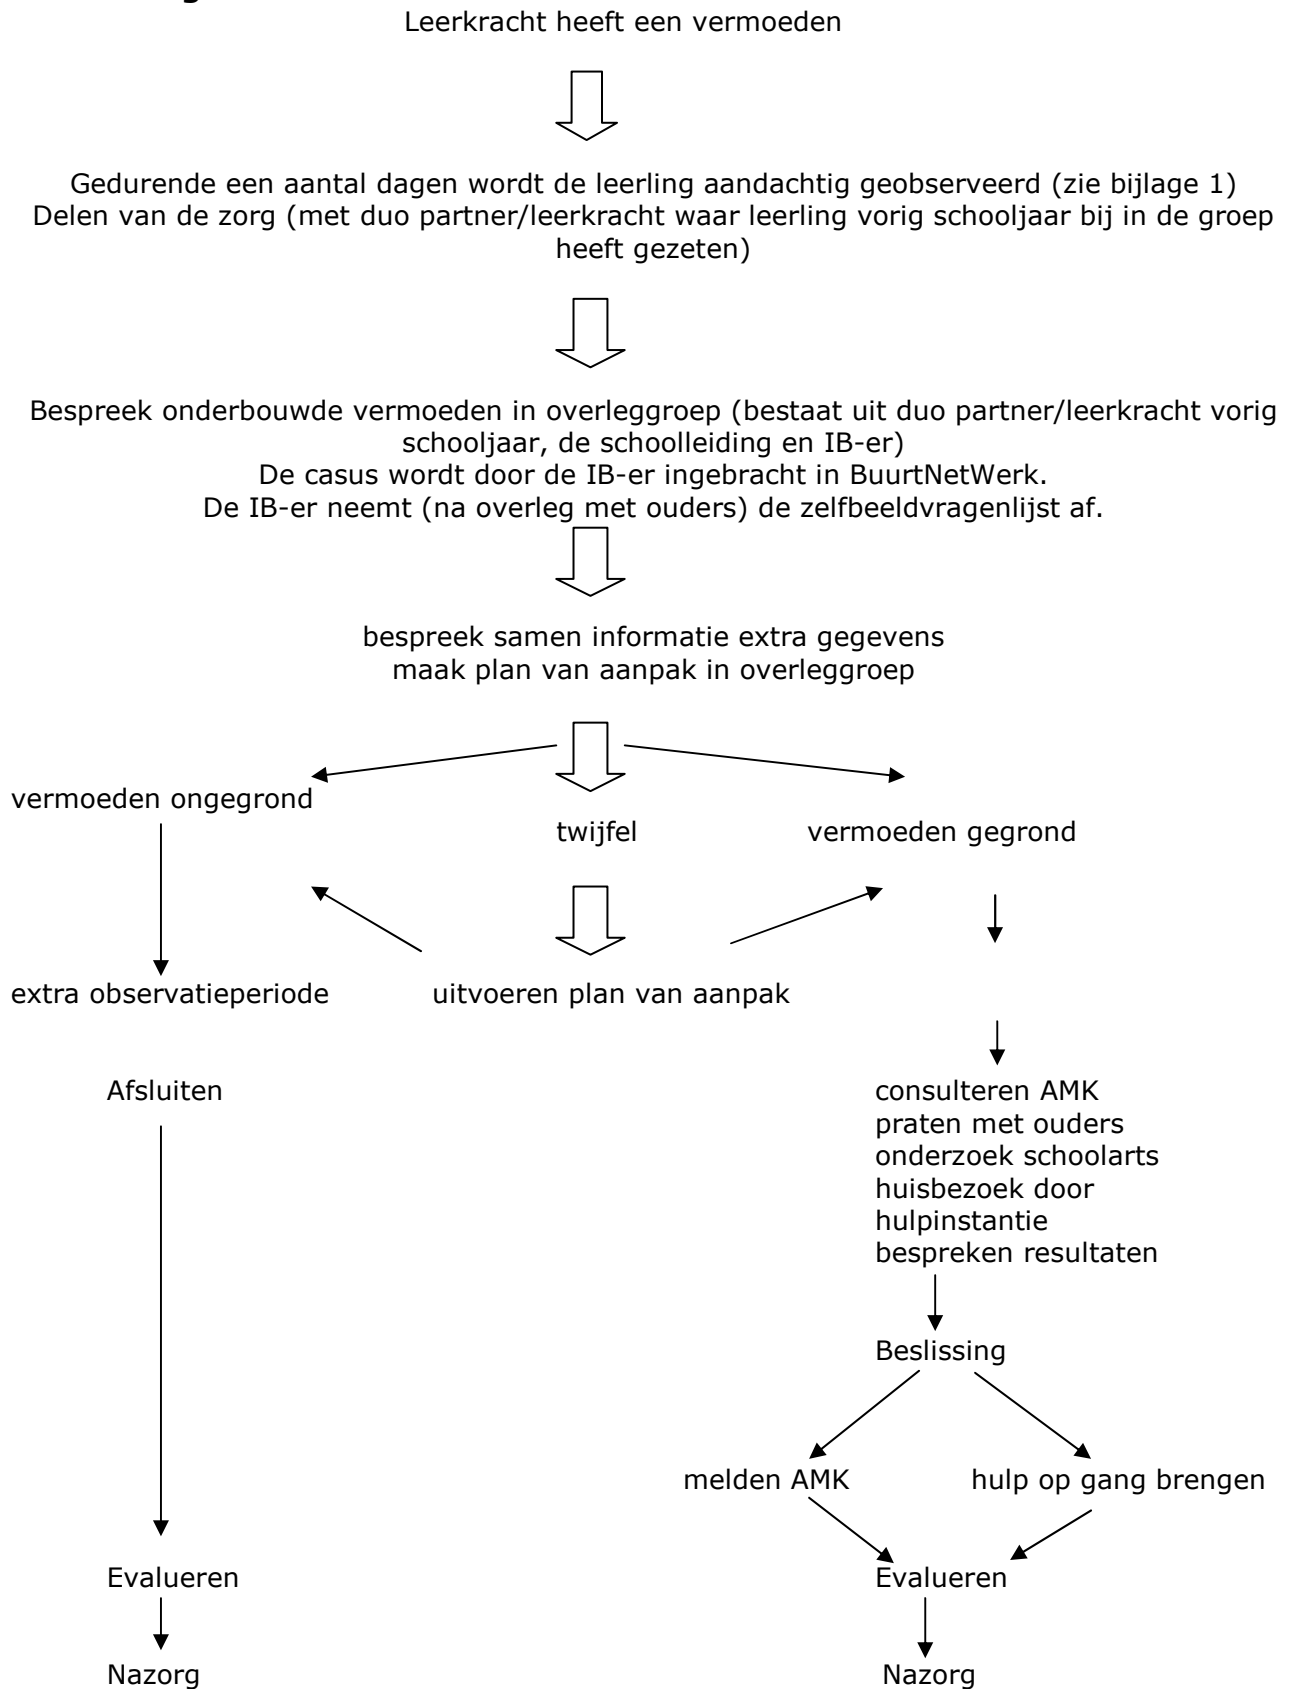 Leerkracht heeft een vermoeden
Gedurende een aantal dagen wordt de leerling aandachtig geobserveerd (zie bijlage 1)
Delen van de zorg (met duo partner/leerkracht waar leerling vorig schooljaar bij in de groep
heeft gezeten)
Bespreek onderbouwde vermoeden in overleggroep (bestaat uit duo partner/leerkracht vorig
schooljaar, de schoolleiding en IB-er)
De casus wordt door de IB-er ingebracht in BuurtNetWerk.
De IB-er neemt (na overleg met ouders) de zelfbeeldvragenlijst af.
bespreek samen informatie extra gegevens
maak plan van aanpak in overleggroep
vermoeden ongegrond
twijfel
vermoeden gegrond
extra observatieperiode
uitvoeren plan van aanpak
Afsluiten
consulteren AMK
praten met ouders
onderzoek schoolarts
huisbezoek door
hulpinstantie
bespreken resultaten
Beslissing
melden AMK
hulp op gang brengen
Evalueren
Evalueren
Nazorg
Nazorg